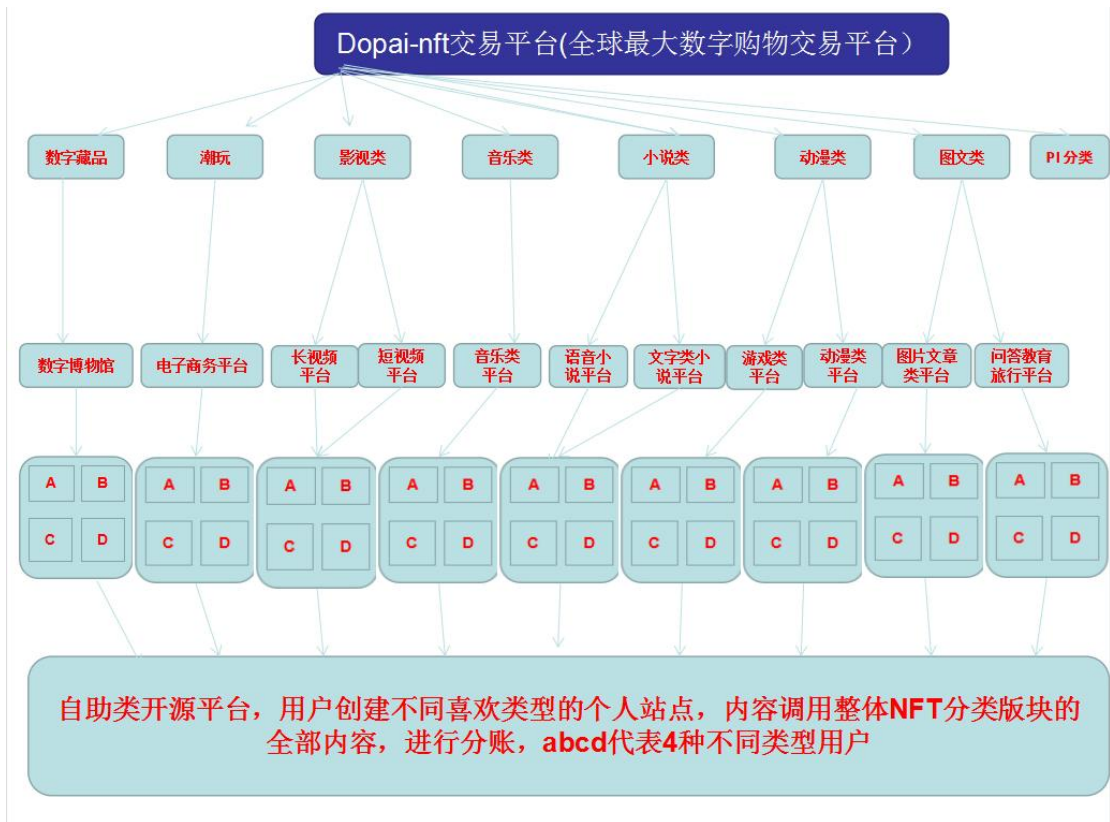 Dopai-nft交易平台(全球最大数字购物交易平台）
数字藏品
潮玩
影视类
音乐类
小说类
动漫类
图文类
PI 分类
数字博物馆
电子商务平台
长视频
平台
短视频
平台
音乐类
平台
语音小
说平台
文字类小
说平台
游戏类
平台
动漫类
平台
图片文章
类平台
问答教育
旅行平台
A B
C D
A B
C D
A B
C D
A B
C D
A B
C D
A B
C D
A B
C D
A B
C D
A B
C D
自助类开源平台，用户创建不同喜欢类型的个人站点，内容调用整体NFT分类版块的
全部内容，进行分账，abcd代表4种不同类型用户